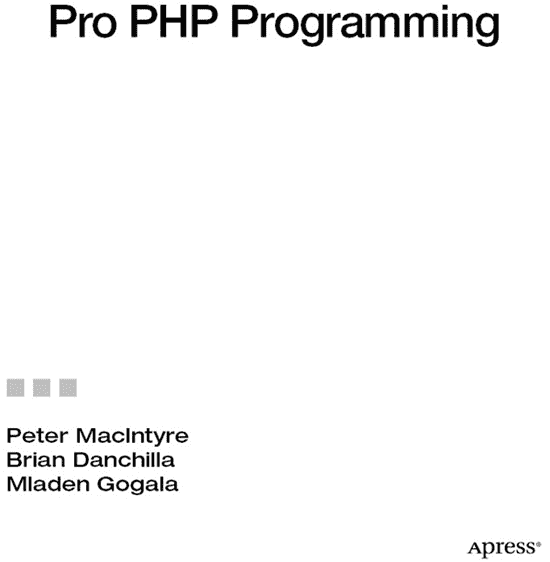 Pro PHP Programming
Peter MacIntyre
Brian Danchilla
Mladen Gogala
Apress®